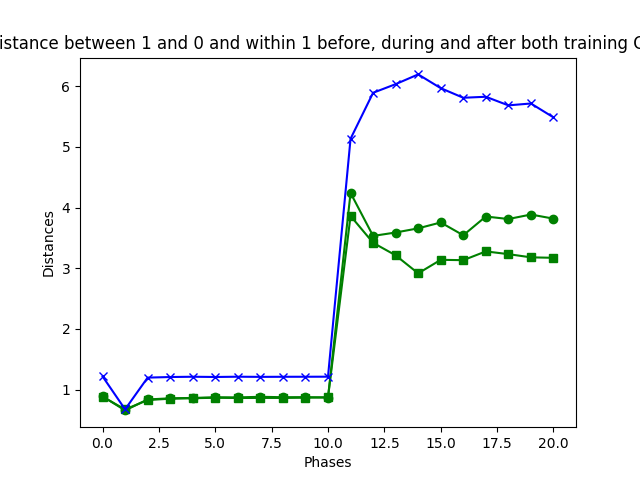 istance between 1 and 0 and within 1 before, during and after both training
Distances
6
5
4
3
2
1
0.0 2.5 5.0 7.5 10.0 12.5 15.0 17.5 20.0
Phases